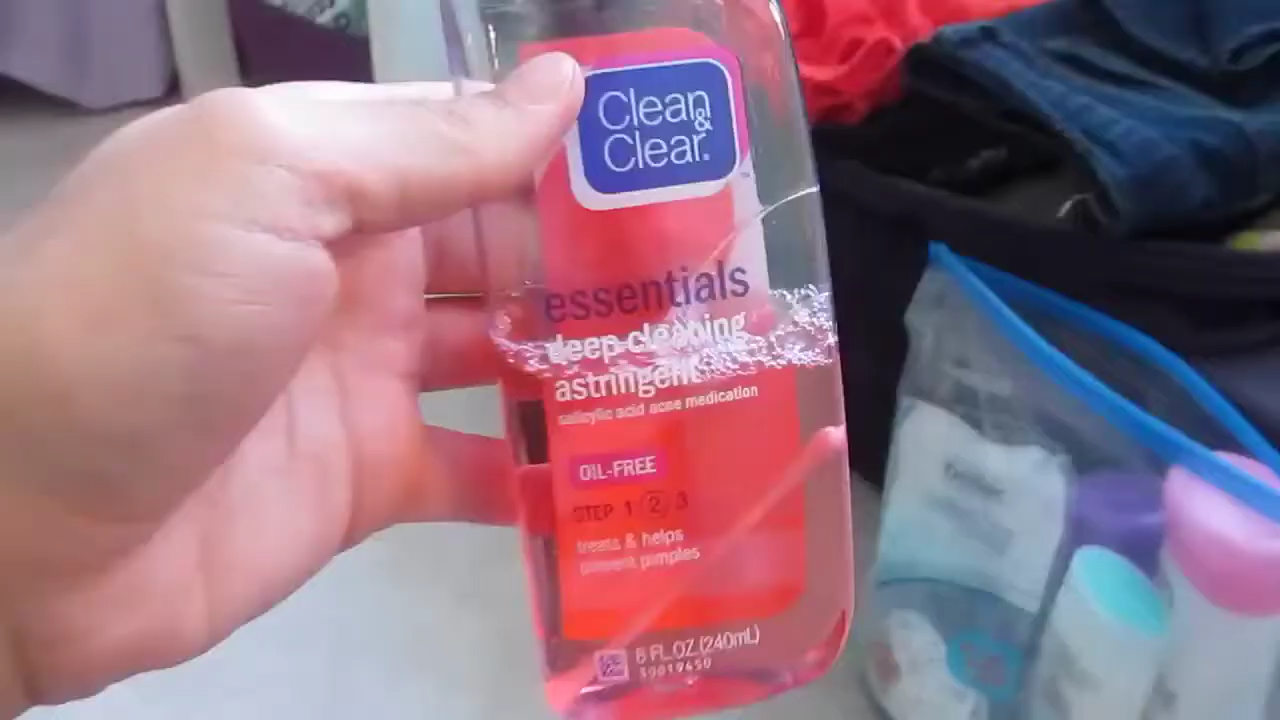 Clean
&
Clear.
essentials
deep cleaning
astringent
salicylic acid acne medication
OIL-FREE
STEP 1 2 3
treats & helps
prevent pimples
8 FL.OZ.(240mL)